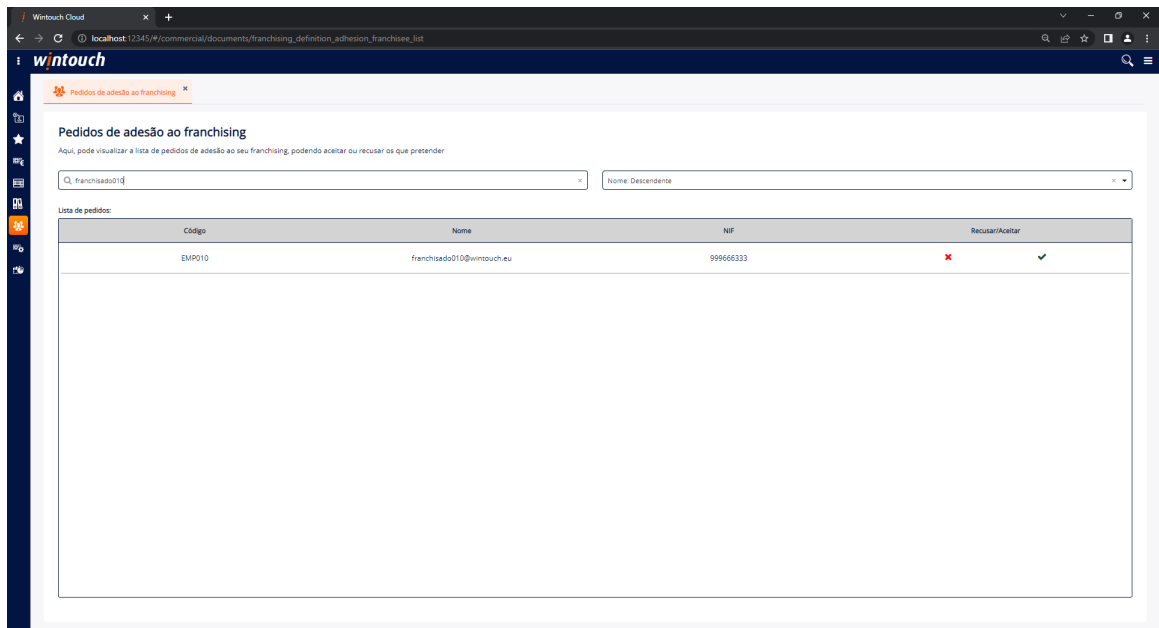 Wintouch Cloud
localhost:12345/#/commercial/documents/franchising_definition_adhesion_franchisee_list
wintouch
Pedidos de adesão ao franchising
Pedidos de adesão ao franchising
Aqui, pode visualizar a lista de pedidos de adesão ao seu franchising, podendo aceitar ou recusar os que pretender
franchisado010
Nome: Descendente
Lista de pedidos:
Código Nome NIF Recusar/Aceitar
EMP010 franchisado010@wintouch.eu 999666333